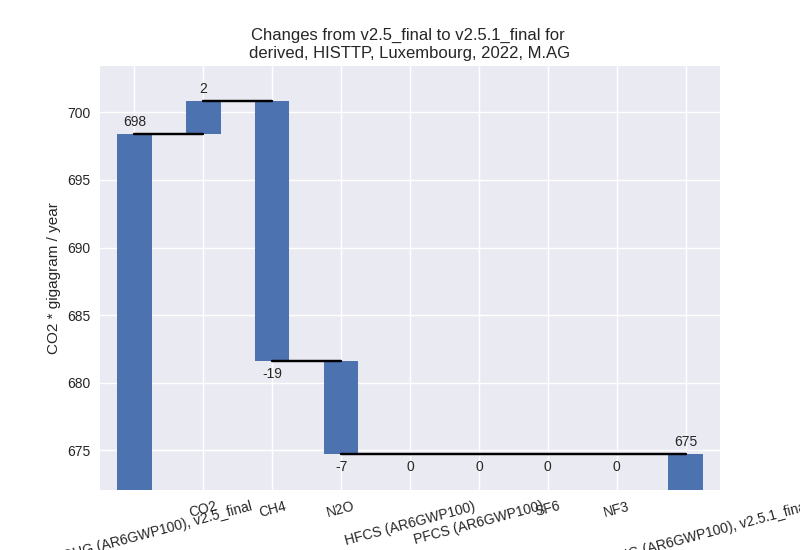 Changes from v2.5_final to v2.5.1_final for
derived, HISTTP, Luxembourg, 2022, M.AG
CO2 * gigagram / year
700
695
690
685
680
675
698
2
-19
-7
0
0
0
0
675
(AR6GWP100), v2.5_final
CO2
CH4
N2O
HFCS (AR6GWP100)
PFCS (AR6GWP100)
SF6
NF3
(AR6GWP100), v2.5.1_fina